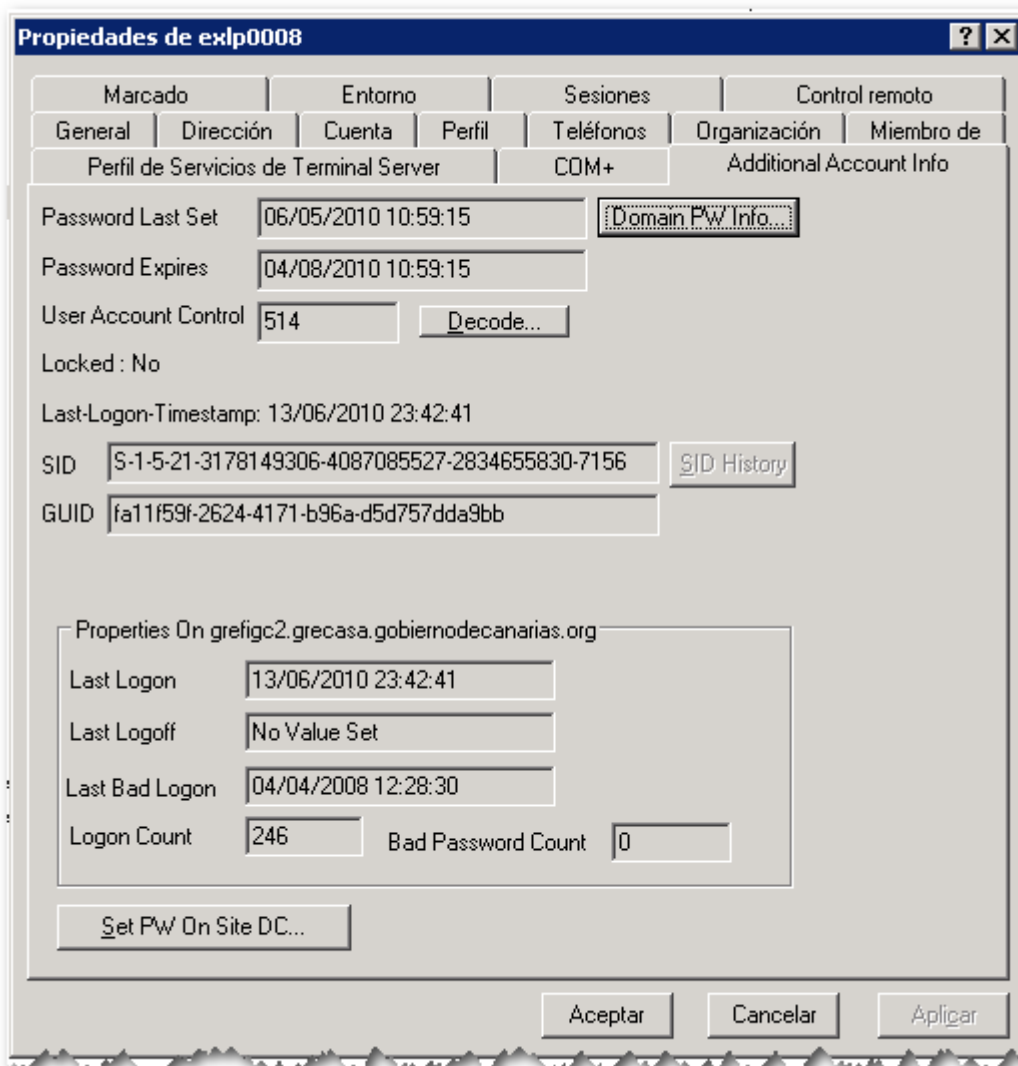 Propiedades de exlp0008
Marcado Entorno Sesiones Control remoto
General Dirección Cuenta Perfil Teléfonos Organización Miembro de
Perfil de Servicios de Terminal Server COM+ Additional Account Info
Password Last Set 06/05/2010 10:59:15 Domain PW Info...
Password Expires 04/08/2010 10:59:15
User Account Control 514 Decode...
Locked : No
Last-Logon-Timestamp: 13/06/2010 23:42:41
SID S-1-5-21-3178149306-4087085527-2834655830-7156 SID History
GUID fa11f59f-2624-4171-b96a-d5d757dda9bb
Properties On grefigc2.grecasa.gobiernodecanarias.org
Last Logon 13/06/2010 23:42:41
Last Logoff No Value Set
Last Bad Logon 04/04/2008 12:28:30
Logon Count 246 Bad Password Count 0
Set PW On Site DC...
Aceptar Cancelar Aplicar